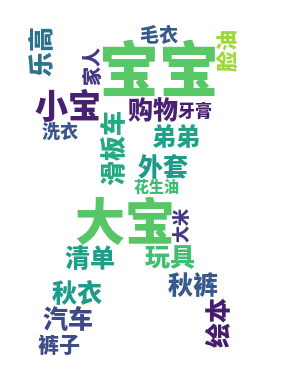 乐高
毛衣
脸油
家人
宝宝
小宝
购物
牙膏
洗衣
滑板车
弟弟
外套
花生油
大宝
大米
清单
玩具
秋衣
秋裤
汽车
绘本
裤子